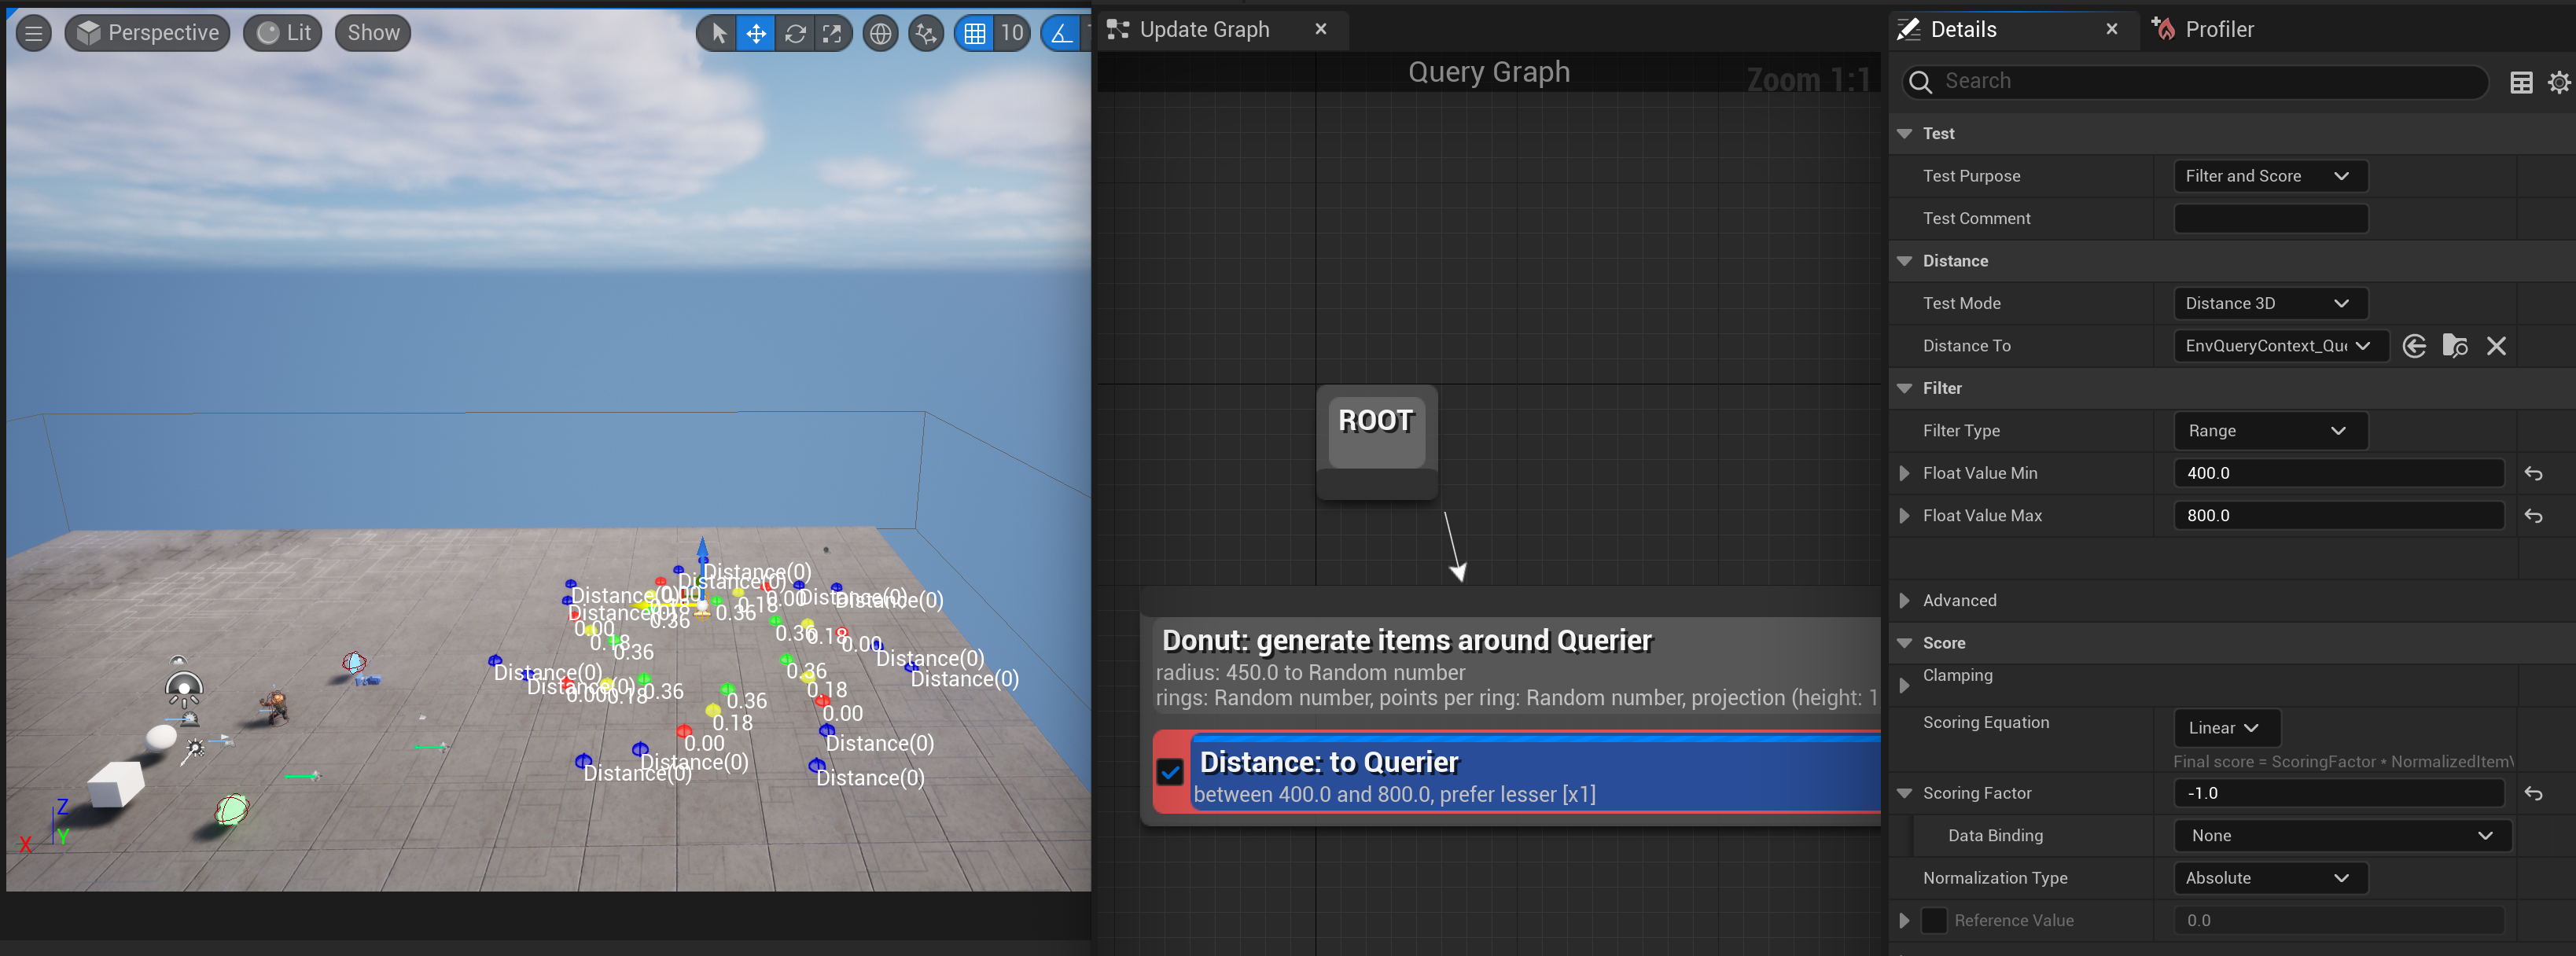 Perspective
Lit
Show
10
Distance(0)
Distance(0)
Distance(0)
Distance(0)
Distance(0)
Distance(0)
0.18
0.00
0.36
0.36
0.00
0.18
0.36
0.36
0.18
0.00
Distance(0)
Distance(0)
Distance(0)
Distance(0)
0.00
0.18
0.36
0.36
0.18
0.36
0.18
0.00
0.00
Distance(0)
Distance(0)
Distance(0)
Distance(0)
Z
Y
X
Update Graph
Query Graph
Zoom 1:1
ROOT
Donut: generate items around Querier
radius: 450.0 to Random number
rings: Random number, points per ring: Random number, projection (height: 1
Distance: to Querier
between 400.0 and 800.0, prefer lesser [x1]
Details
Profiler
Search
Test
Test Purpose
Filter and Score
Test Comment
Distance
Test Mode
Distance 3D
Distance To
EnvQueryContext_Que
Filter
Filter Type
Range
Float Value Min
400.0
Float Value Max
800.0
Advanced
Score
Clamping
Scoring Equation
Linear
Final score = ScoringFactor * NormalizedItem
Scoring Factor
-1.0
Data Binding
None
Normalization Type
Absolute
Reference Value
0.0